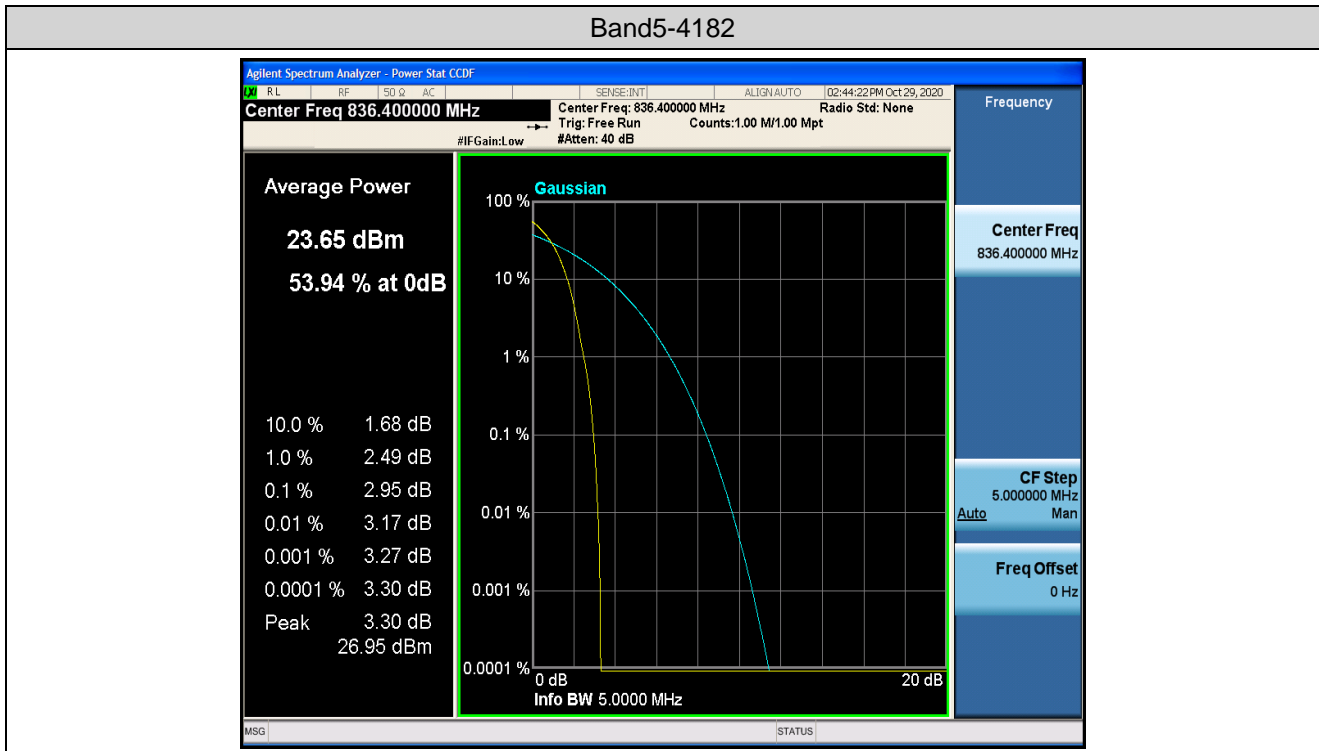 Band5-4182
Agilent Spectrum Analyzer - Power Stat CCDF
LXI RL RF 50 Ω AC SENSE:INT ALIGN AUTO 02:44:22 PM Oct 29, 2020
Center Freq 836.400000 MHz
Center Freq: 836.400000 MHz Radio Std: None
Trig: Free Run Counts:1.00 M/1.00 Mpt
#IFGain:Low #Atten: 40 dB
Average Power
23.65 dBm
53.94 % at 0dB
10.0 % 1.68 dB
1.0 % 2.49 dB
0.1 % 2.95 dB
0.01 % 3.17 dB
0.001 % 3.27 dB
0.0001 % 3.30 dB
Peak 3.30 dB
26.95 dBm
Gaussian
100 %
10 %
1 %
0.1 %
0.01 %
0.001 %
0.0001 %
0 dB 20 dB
Info BW 5.0000 MHz
Frequency
Center Freq
836.400000 MHz
CF Step
5.000000 MHz
Auto Man
Freq Offset
0 Hz
MSG STATUS